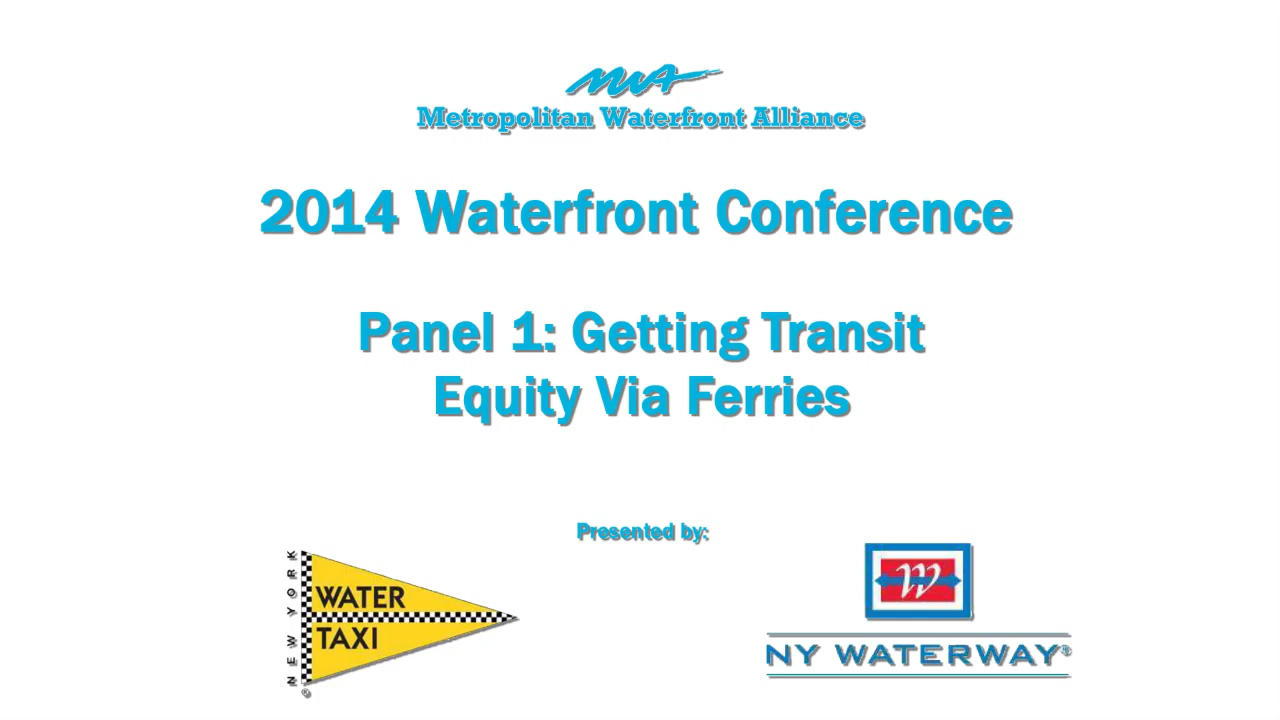 MWA
Metropolitan Waterfront Alliance
2014 Waterfront Conference
Panel 1: Getting Transit
Equity Via Ferries
Presented by:
NEW YORK
WATER
TAXI
®
W
NY WATERWAY®